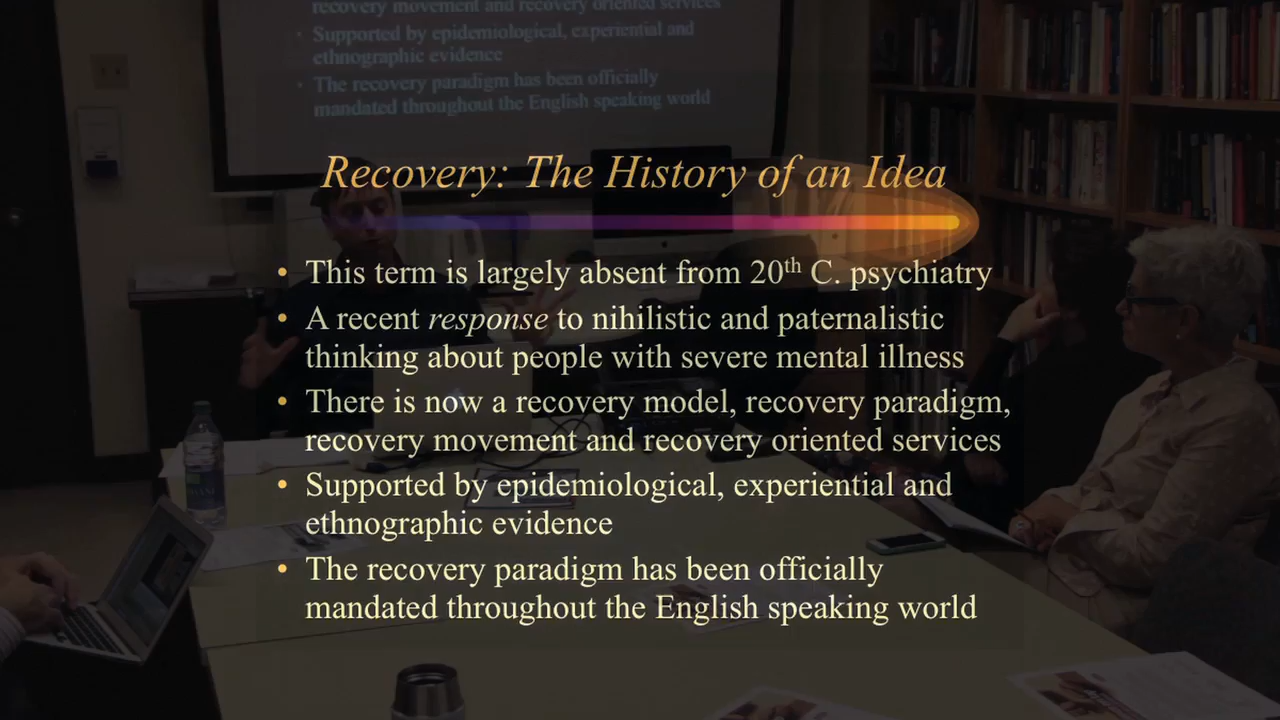 recovery movement and recovery oriented services
• Supported by epidemiological, experiential and
ethnographic evidence
• The recovery paradigm has been officially
mandated throughout the English speaking world
Recovery: The History of an Idea
• This term is largely absent from 20th C. psychiatry
• A recent response to nihilistic and paternalistic
thinking about people with severe mental illness
• There is now a recovery model, recovery paradigm,
recovery movement and recovery oriented services
• Supported by epidemiological, experiential and
ethnographic evidence
• The recovery paradigm has been officially
mandated throughout the English speaking world